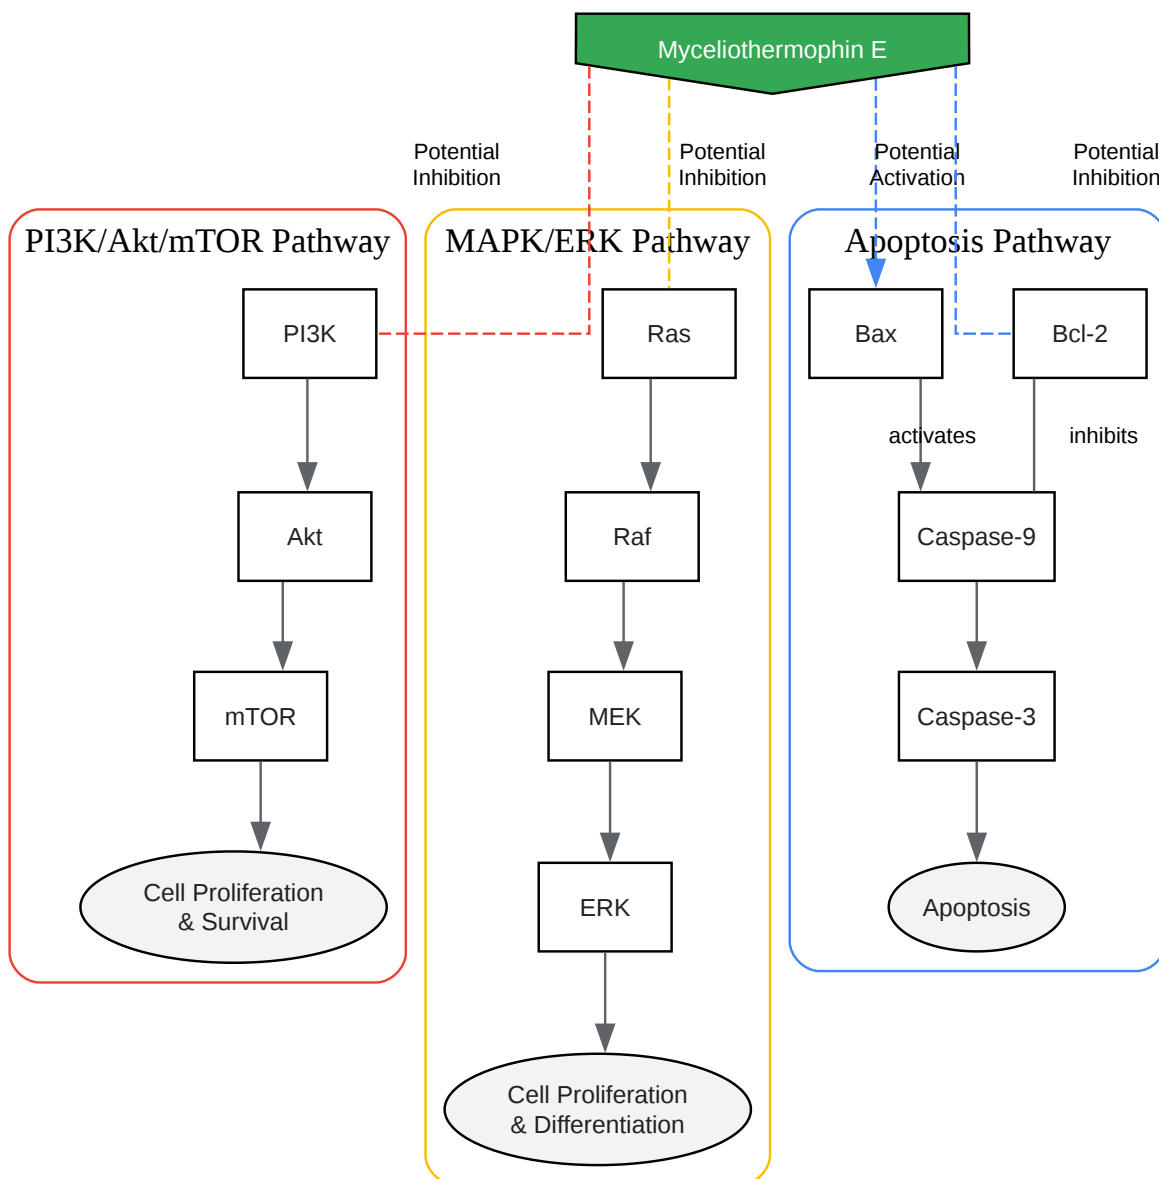 Myceliothermophin E
Potential
Inhibition
Potential
Inhibition
Potential
Activation
Potential
Inhibition
PI3K/Akt/mTOR Pathway
MAPK/ERK Pathway
Apoptosis Pathway
PI3K
Ras
Bax
Bcl-2
activates
inhibits
Akt
Raf
Caspase-9
mTOR
MEK
Caspase-3
Cell Proliferation
& Survival
ERK
Apoptosis
Cell Proliferation
& Differentiation